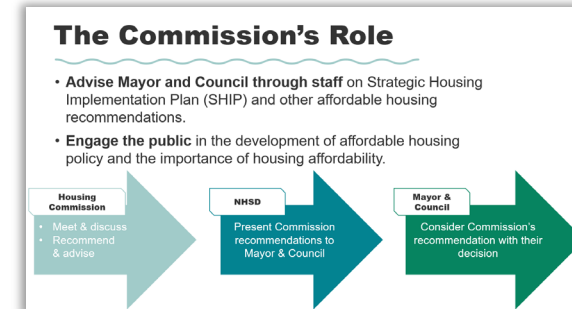 The Commission's Role
• Advise Mayor and Council through staff on Strategic Housing
Implementation Plan (SHIP) and other affordable housing
recommendations.
• Engage the public in the development of affordable housing
policy and the importance of housing affordability.
Housing
Commission
• Meet & discuss
• Recommend
& advise
NHSD
Present Commission
recommendations to
Mayor & Council
Mayor &
Council
Consider Commission's
recommendation with their
decision